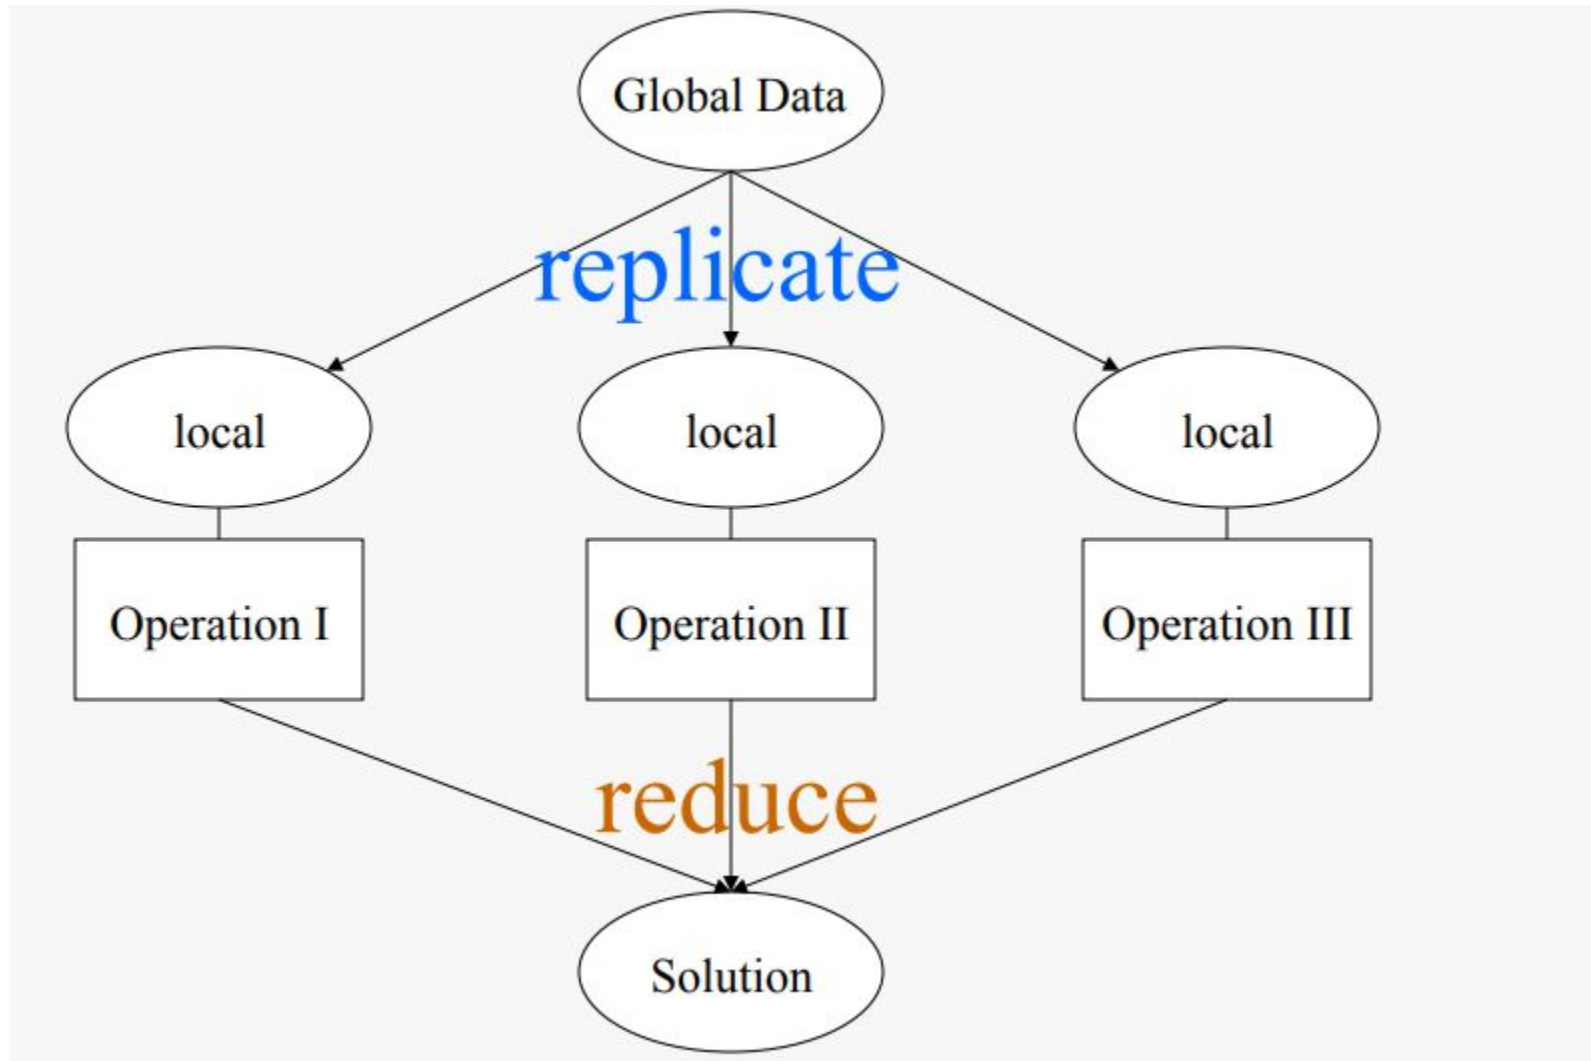 Global Data
replicate
local
local
local
Operation I
Operation II
Operation III
reduce
Solution